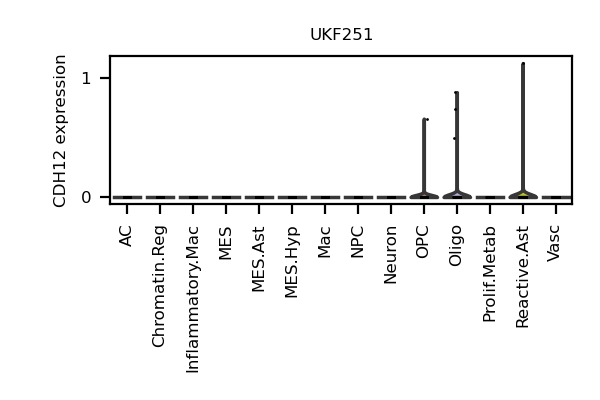 UKF251
CDH12 expression
1
0
AC
Chromatin.Reg
Inflammatory.Mac
MES
MES.Ast
MES.Hyp
Mac
NPC
Neuron
OPC
Oligo
Prolif.Metab
Reactive.Ast
Vasc